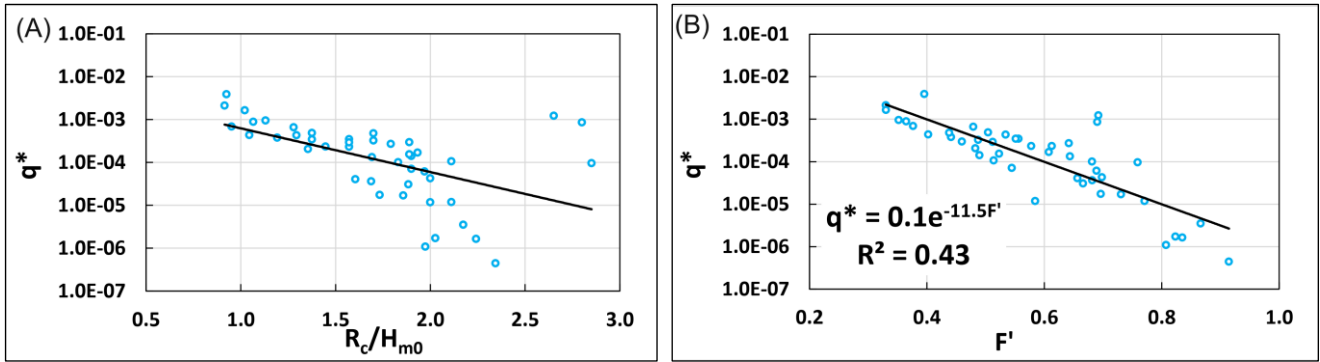 (A)
1.0E-01
1.0E-02
1.0E-03
1.0E-04
1.0E-05
1.0E-06
1.0E-07
q*
0.5 1.0 1.5 2.0 2.5 3.0
Rc/Hm0
(B)
1.0E-01
1.0E-02
1.0E-03
1.0E-04
1.0E-05
1.0E-06
1.0E-07
q*
q* = 0.1e-11.5F'
R² = 0.43
0.2 0.4 0.6 0.8 1.0
F'